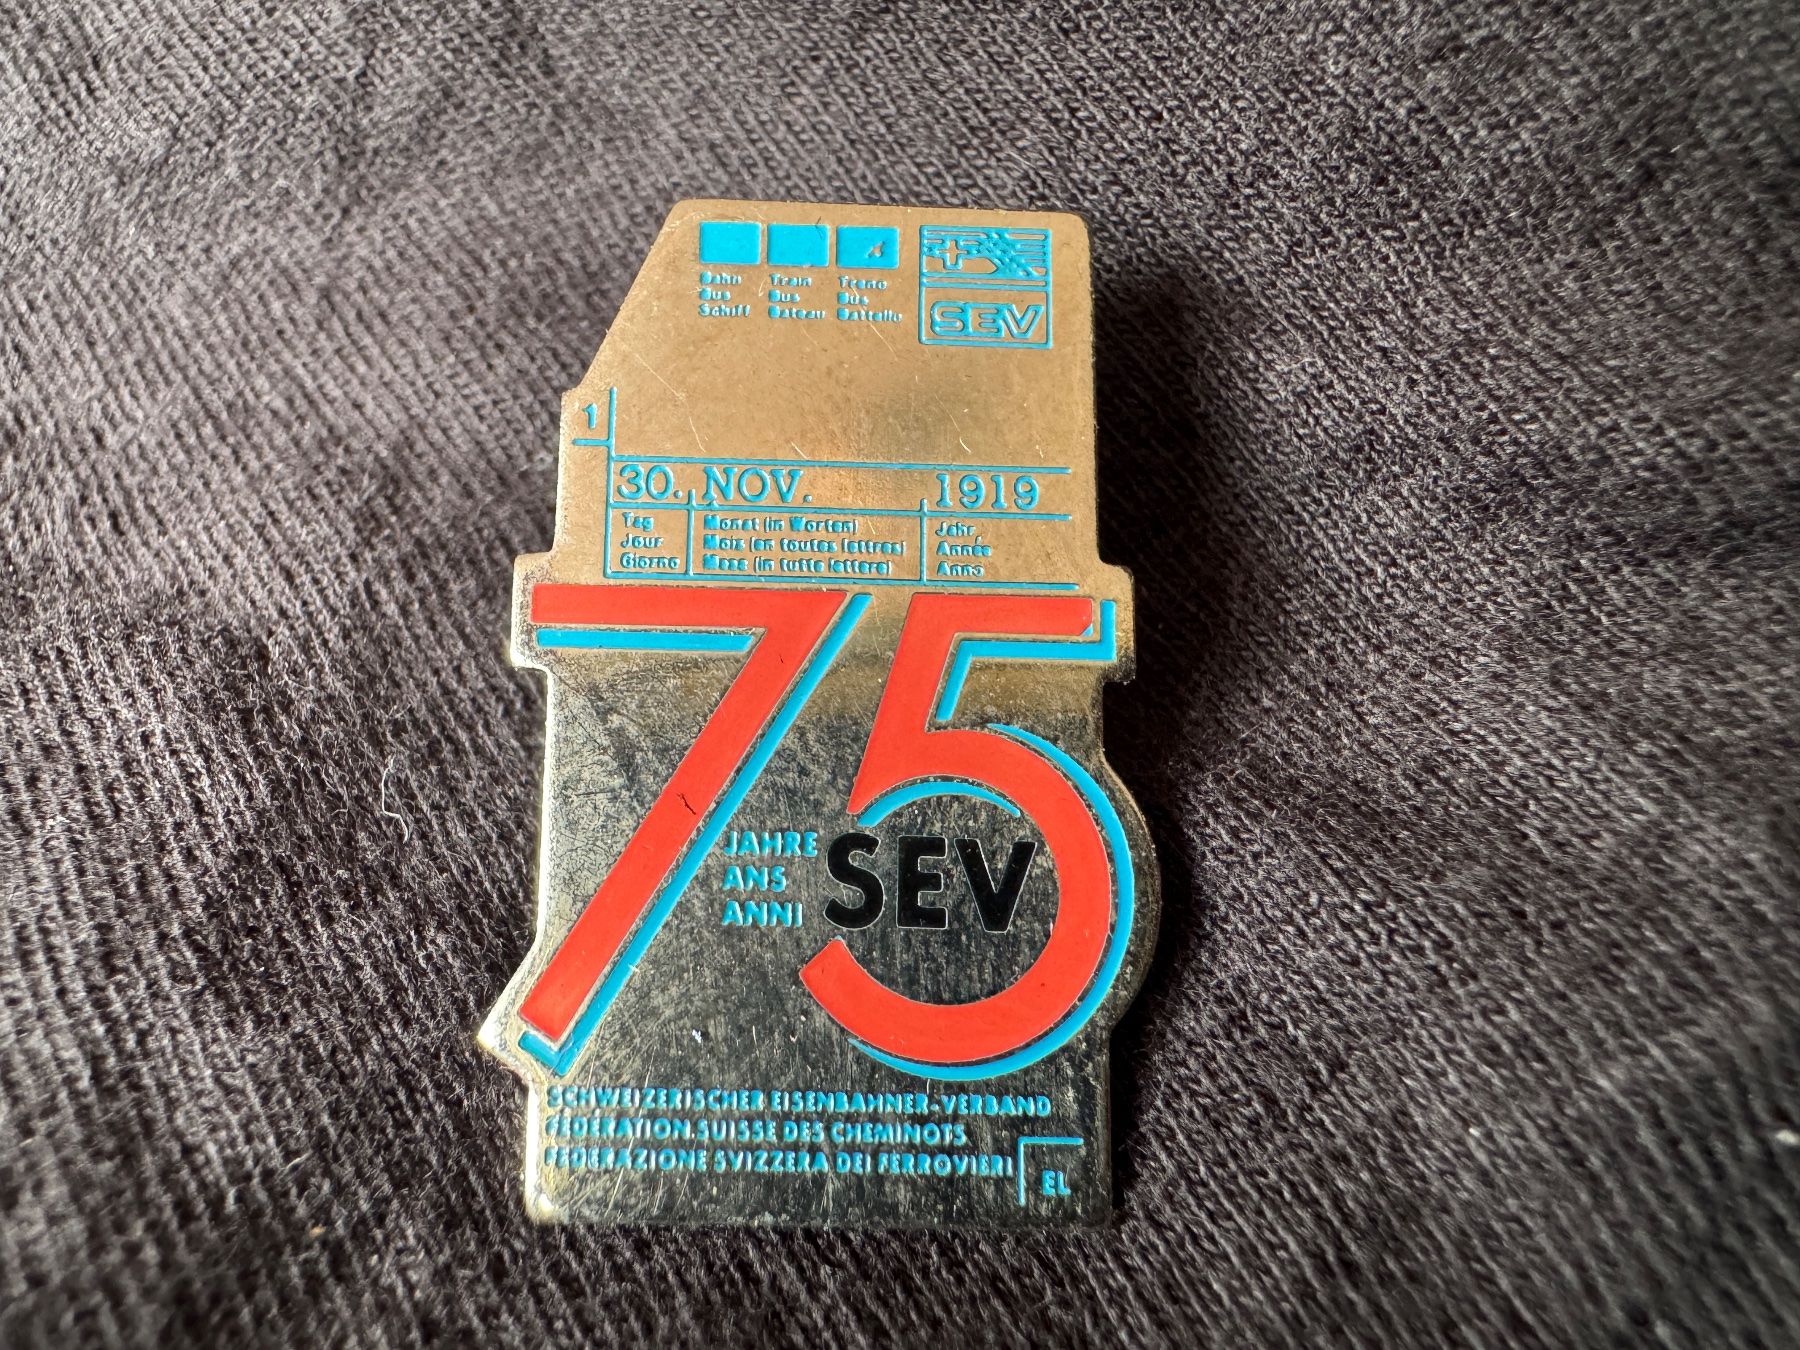 Bahn Train Treno
Bus Bus Bus
Schiff Bateau Battello
SEV
1
30. NOV. 1919
Tag Monat (in Worten) Jahr,
Jour Mois (en toutes lettres) Année
Giorno Mese (in tutte lettere) Anno
75
JAHRE
ANS
ANNI
SEV
SCHWEIZERISCHER EISENBAHNER-VERBAND
FÉDÉRATION SUISSE DES CHEMINOTS
FEDERAZIONE SVIZZERA DEI FERROVIERI
EL